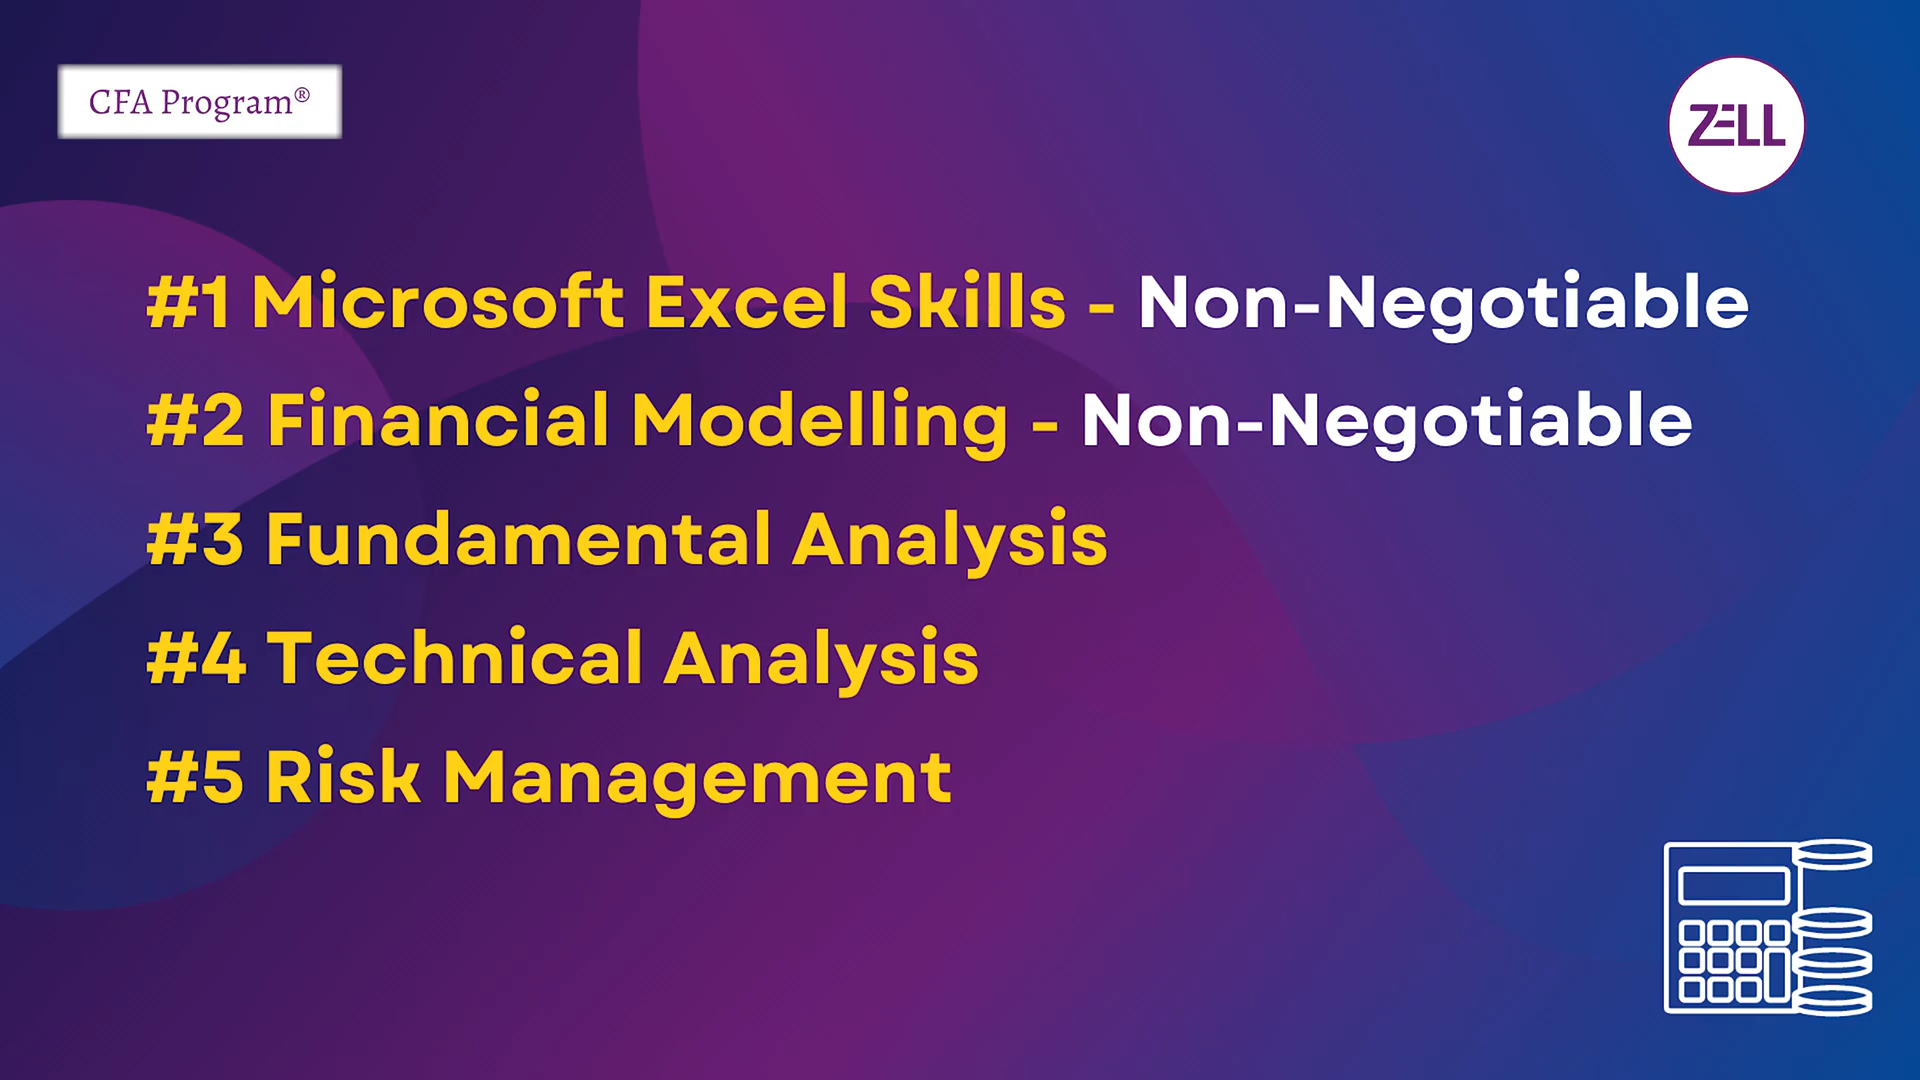 CFA Program®
ZELL
#1 Microsoft Excel Skills - Non-Negotiable
#2 Financial Modelling - Non-Negotiable
#3 Fundamental Analysis
#4 Technical Analysis
#5 Risk Management